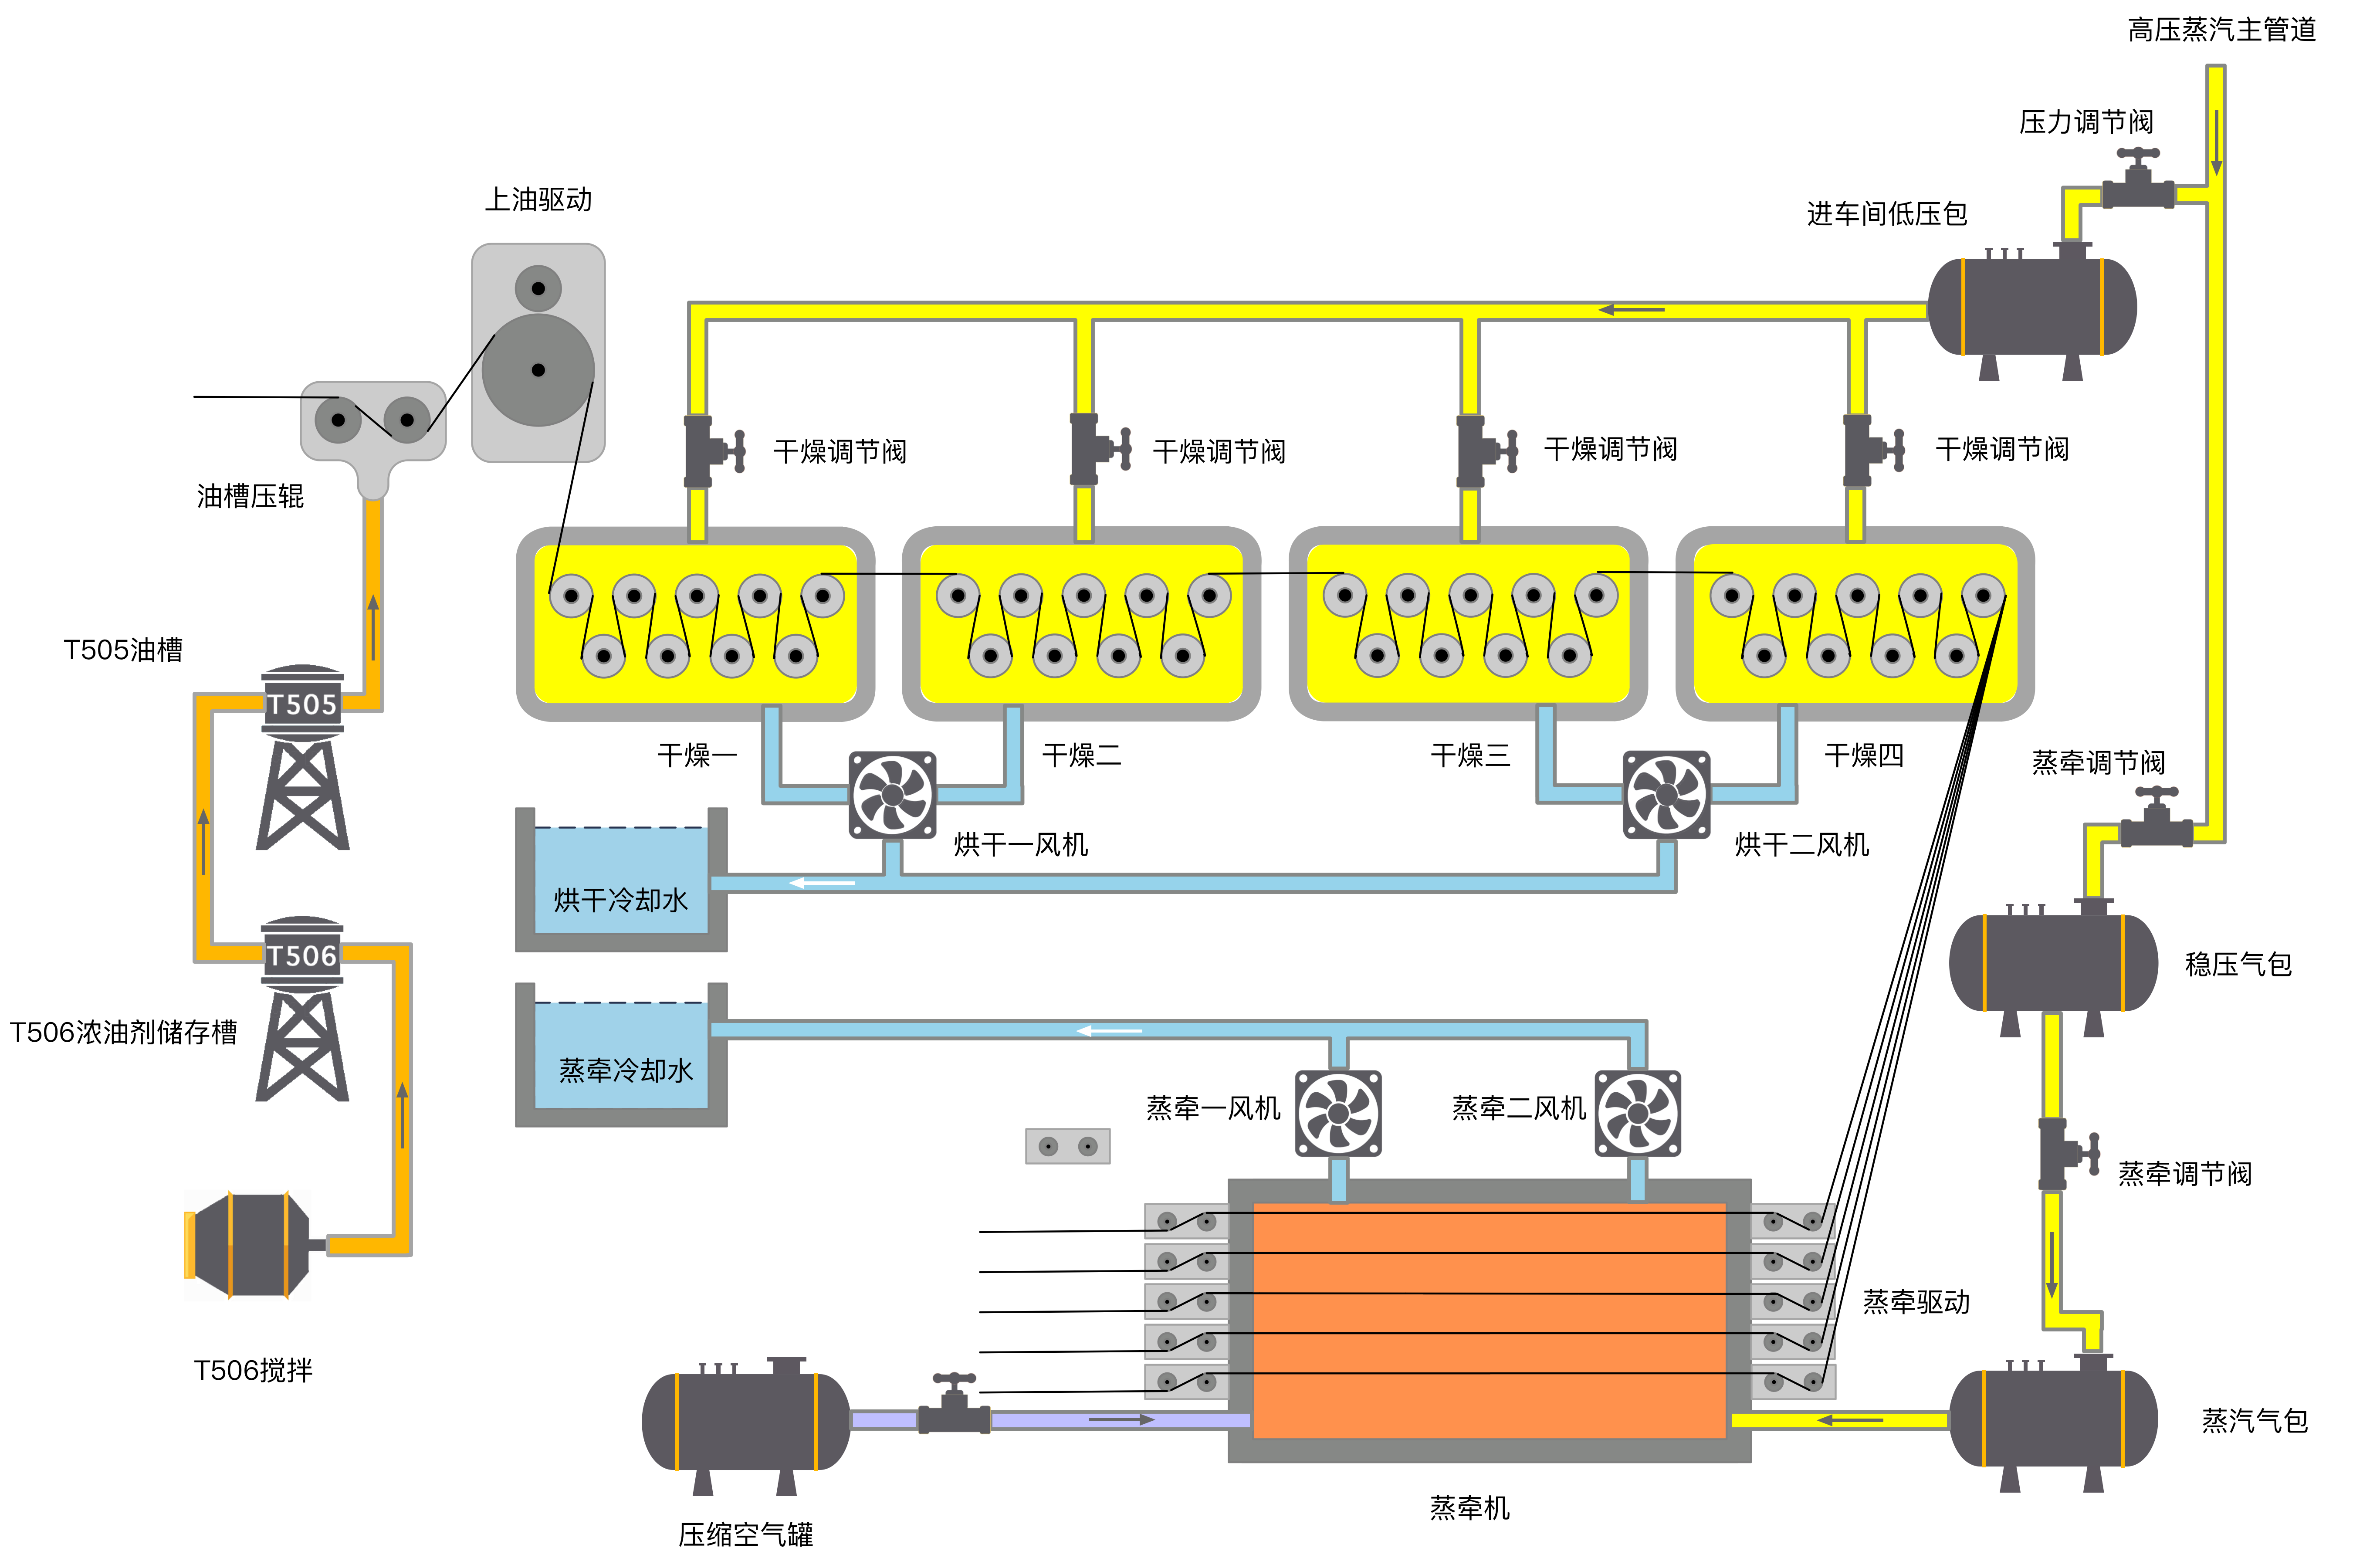 高压蒸汽主管道
压力调节阀
上油驱动
进车间低压包
干燥调节阀
干燥调节阀
干燥调节阀
干燥调节阀
油槽压辊
T505油槽
T505
干燥一
干燥二
干燥三
干燥四
蒸牵调节阀
烘干一风机
烘干二风机
烘干冷却水
T506
稳压气包
T506浓油剂储存槽
蒸牵冷却水
蒸牵一风机
蒸牵二风机
蒸牵调节阀
蒸牵驱动
T506搅拌
蒸汽气包
蒸牵机
压缩空气罐